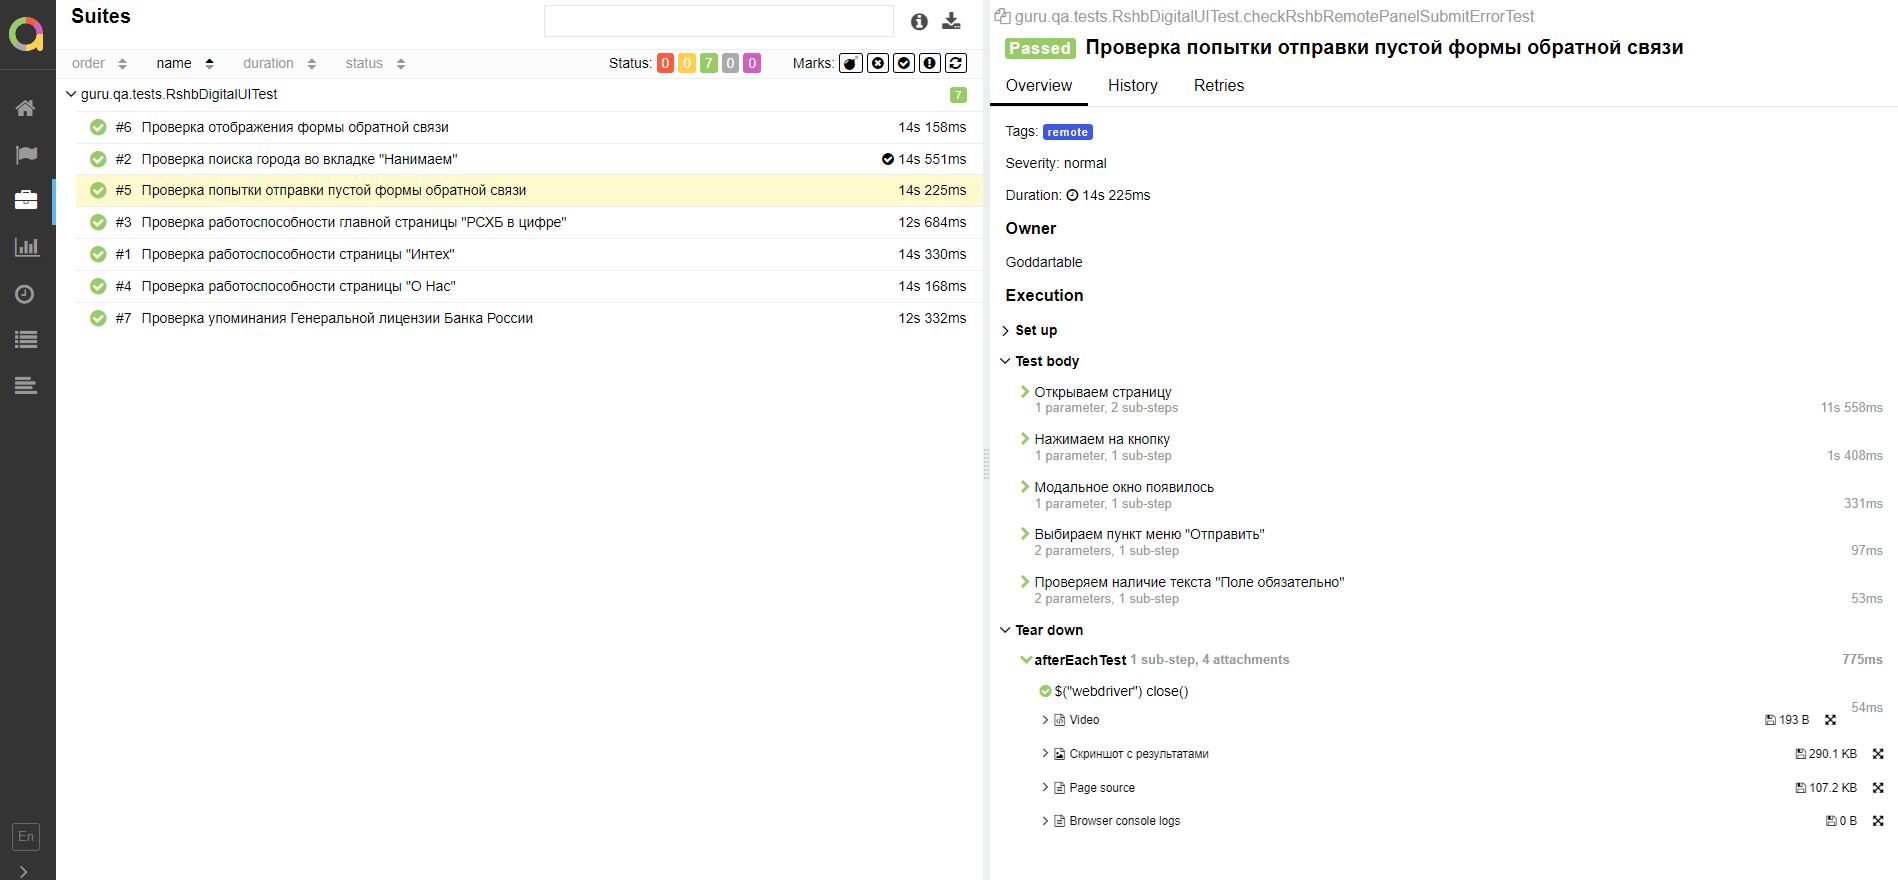 Suites
order name duration status Status: 0 0 7 0 0 Marks:
guru.qa.tests.RshbDigitalUITest 7
#6 Проверка отображения формы обратной связи 14s 158ms
#2 Проверка поиска города во вкладке "Нанимаем" 14s 551ms
#5 Проверка попытки отправки пустой формы обратной связи 14s 225ms
#3 Проверка работоспособности главной страницы "РСХБ в цифре" 12s 684ms
#1 Проверка работоспособности страницы "Интех" 14s 330ms
#4 Проверка работоспособности страницы "О Нас" 14s 168ms
#7 Проверка упоминания Генеральной лицензии Банка России 12s 332ms
En
guru.qa.tests.RshbDigitalUITest.checkRshbRemotePanelSubmitErrorTest
Passed Проверка попытки отправки пустой формы обратной связи
Overview History Retries
Tags: remote
Severity: normal
Duration: 14s 225ms
Owner
Goddartable
Execution
Set up
Test body
Открываем страницу
1 parameter, 2 sub-steps 11s 558ms
Нажимаем на кнопку
1 parameter, 1 sub-step 1s 408ms
Модальное окно появилось
1 parameter, 1 sub-step 331ms
Выбираем пункт меню "Отправить"
2 parameters, 1 sub-step 97ms
Проверяем наличие текста "Поле обязательно"
2 parameters, 1 sub-step 53ms
Tear down
afterEachTest 1 sub-step, 4 attachments 775ms
$("webdriver") close()
54ms
Video 193 B
Скриншот с результатами 290.1 KB
Page source 107.2 KB
Browser console logs 0 B